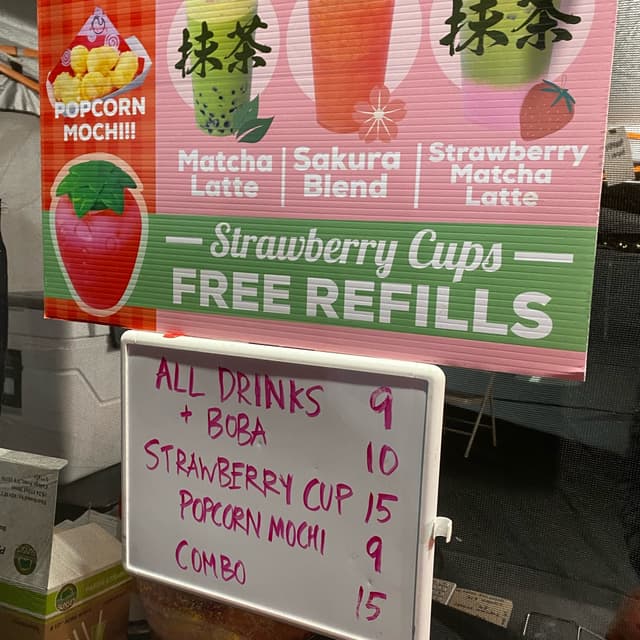 抹茶
抹茶
POPCORN
MOCHI!!!
Matcha
Latte
Sakura
Blend
Strawberry
Matcha
Latte
Strawberry Cups
FREE REFILLS
ALL DRINKS 9
+ BOBA 10
STRAWBERRY CUP 15
POPCORN MOCHI 9
COMBO 15